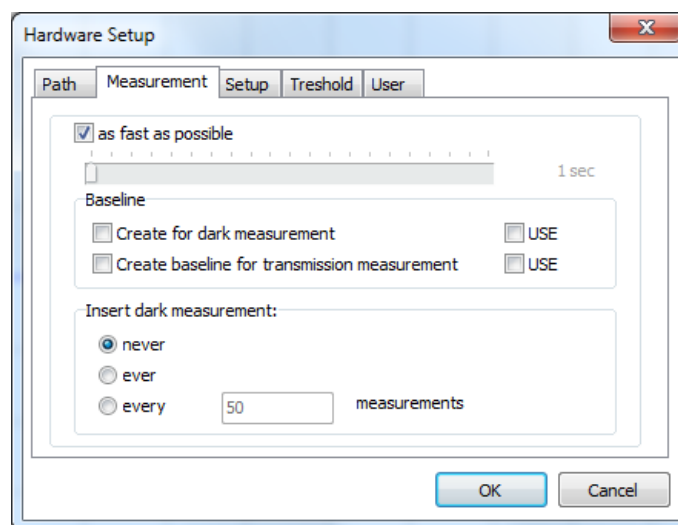 Hardware Setup
Path Measurement Setup Treshold User
as fast as possible
1 sec
Baseline
Create for dark measurement USE
Create baseline for transmission measurement USE
Insert dark measurement:
never
ever
every 50 measurements
OK Cancel